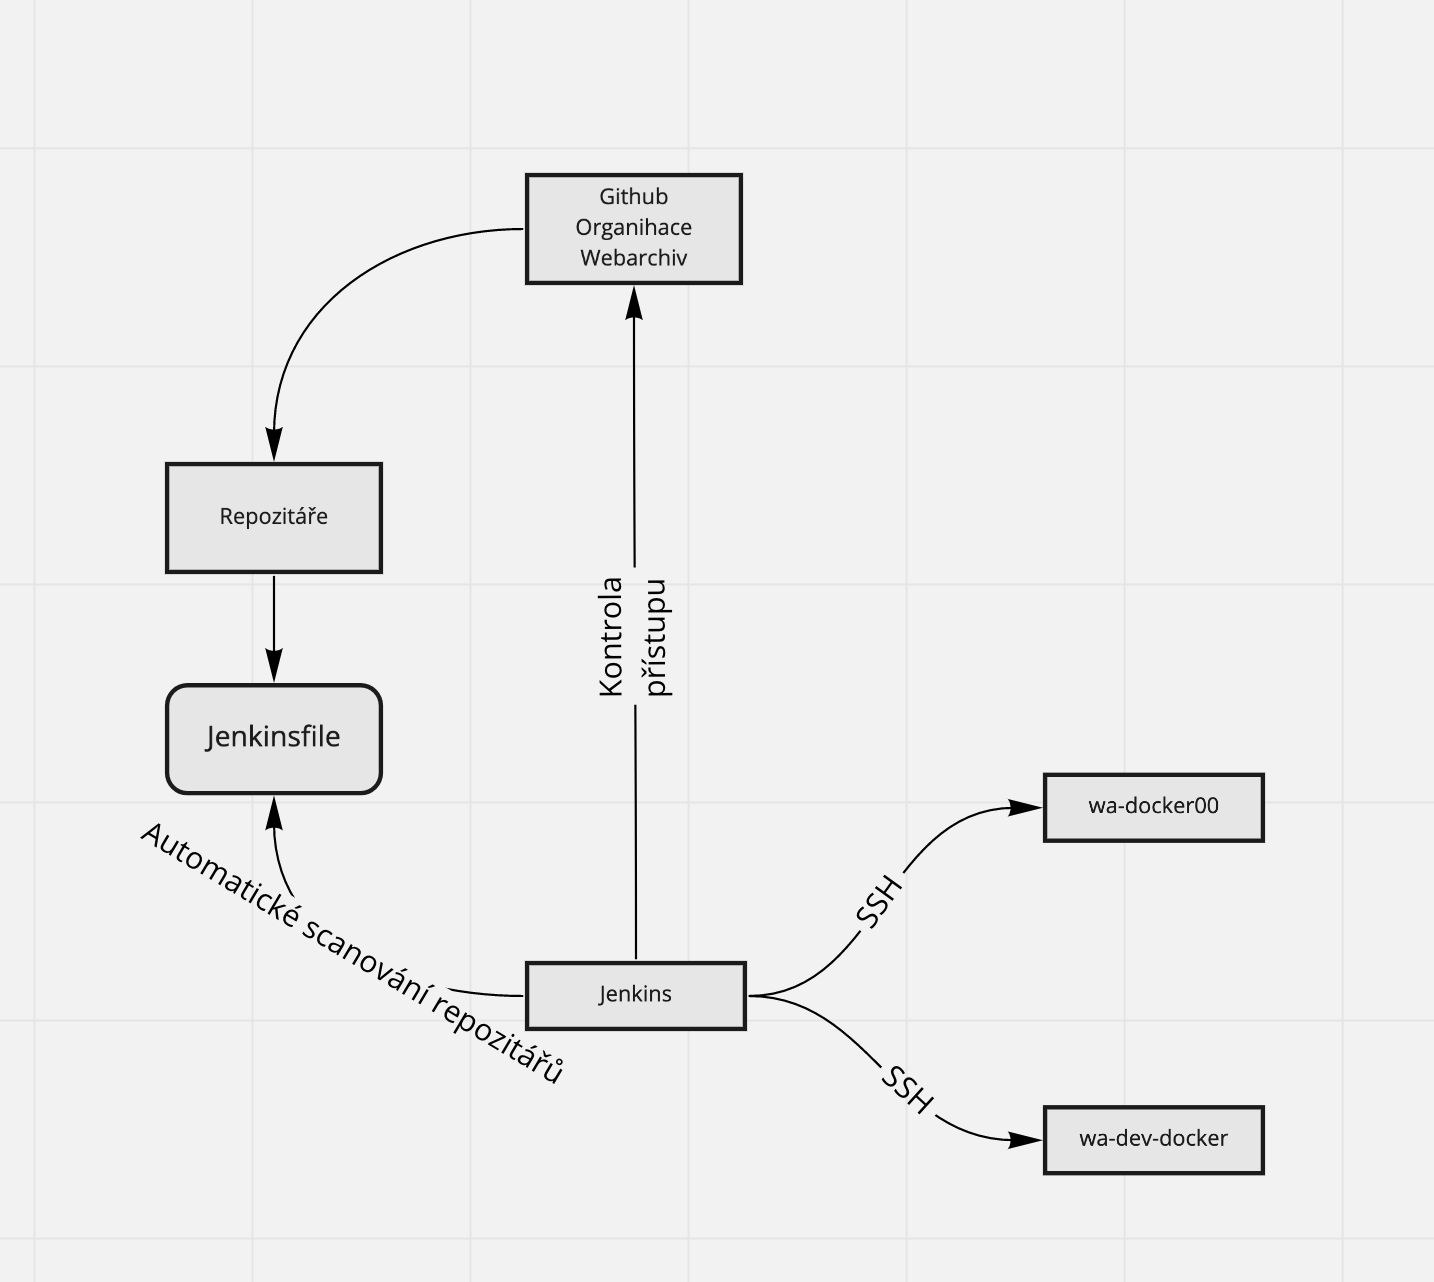 Github
Organihace
Webarchiv
Repozitáře
Kontrola
přístupu
Jenkinsfile
wa-docker00
Automatické scanování repozitářů
SSH
Jenkins
SSH
wa-dev-docker